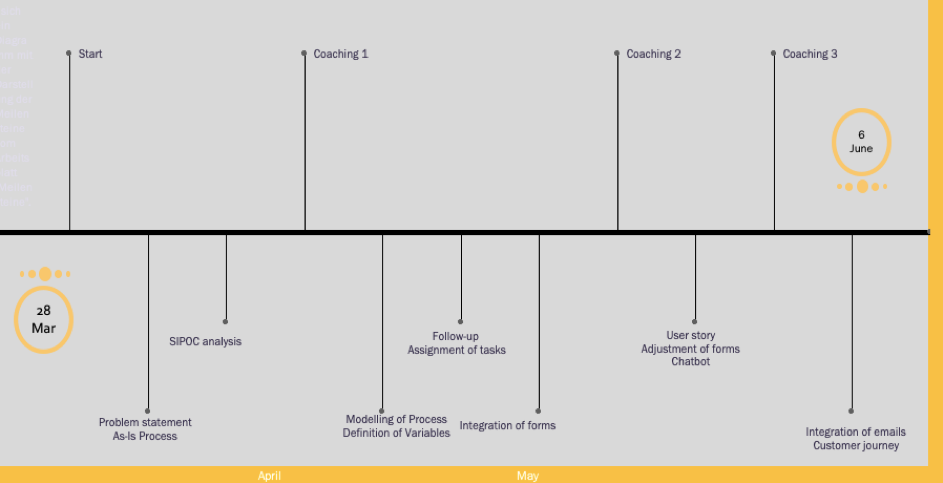 Start
Coaching 1
Coaching 2
Coaching 3
6
June
28
Mar
SIPOC analysis
Follow-up
Assignment of tasks
User story
Adjustment of forms
Chatbot
Problem statement
As-Is Process
Modelling of Process
Definition of Variables
Integration of forms
Integration of emails
Customer journey
April
May